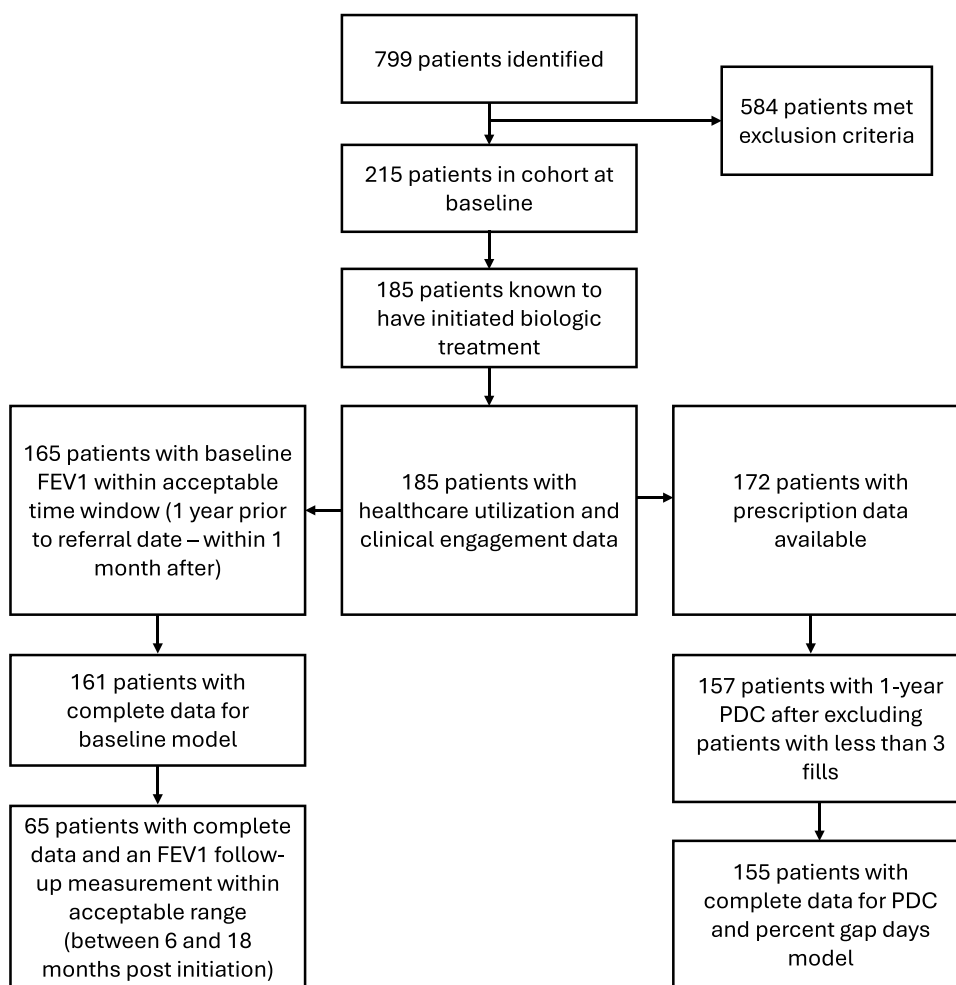 799 patients identified
584 patients met
exclusion criteria
215 patients in cohort at
baseline
185 patients known to
have initiated biologic
treatment
165 patients with baseline
FEV1 within acceptable
time window (1 year prior
to referral date – within 1
month after)
185 patients with
healthcare utilization and
clinical engagement data
172 patients with
prescription data
available
161 patients with
complete data for
baseline model
157 patients with 1-year
PDC after excluding
patients with less than 3
fills
65 patients with complete
data and an FEV1 follow-
up measurement within
acceptable range
(between 6 and 18
months post initiation)
155 patients with
complete data for PDC
and percent gap days
model